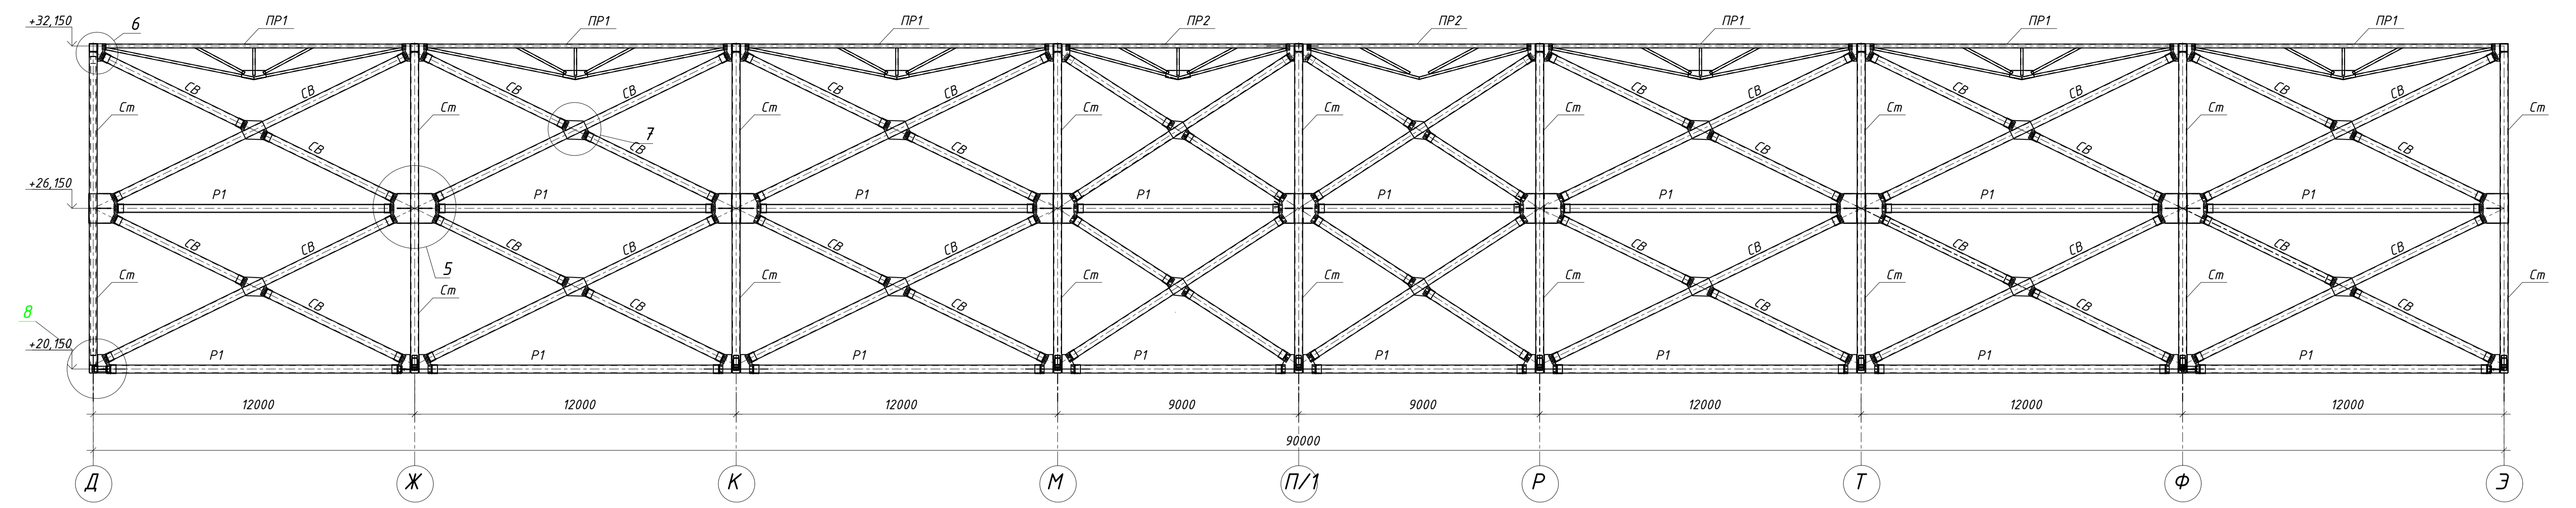 +32,150 6 ПР1 ПР1 ПР1 ПР2 ПР2 ПР1 ПР1 ПР1
СВ СВ СВ СВ СВ СВ СВ СВ СВ СВ СВ СВ
Ст Ст Ст Ст Ст Ст Ст Ст Ст
7
СВ СВ СВ СВ СВ СВ
+26,150 Р1 Р1 Р1 Р1 Р1 Р1 Р1 Р1
СВ СВ СВ СВ СВ СВ СВ СВ СВ СВ СВ СВ
Ст 5 Ст Ст Ст Ст Ст Ст Ст
Ст
СВ СВ СВ СВ СВ СВ
8
+20,150 Р1 Р1 Р1 Р1 Р1 Р1 Р1 Р1
12000 12000 12000 9000 9000 12000 12000 12000
90000
Д Ж К М П/1 Р Т Ф Э